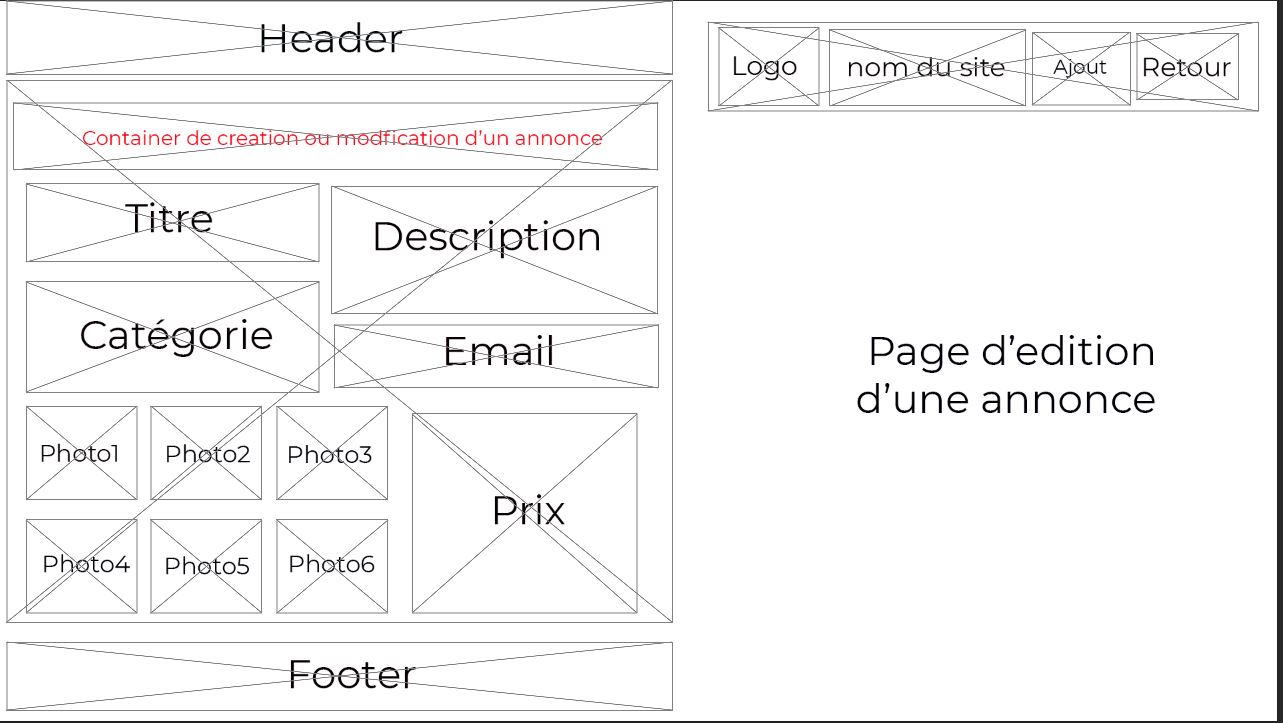 Header
Container de creation ou modfication d’un annonce
Titre
Description
Catégorie
Email
Photo1
Photo2
Photo3
Prix
Photo4
Photo5
Photo6
Footer
Logo
nom du site
Ajout
Retour
Page d’edition
d’une annonce